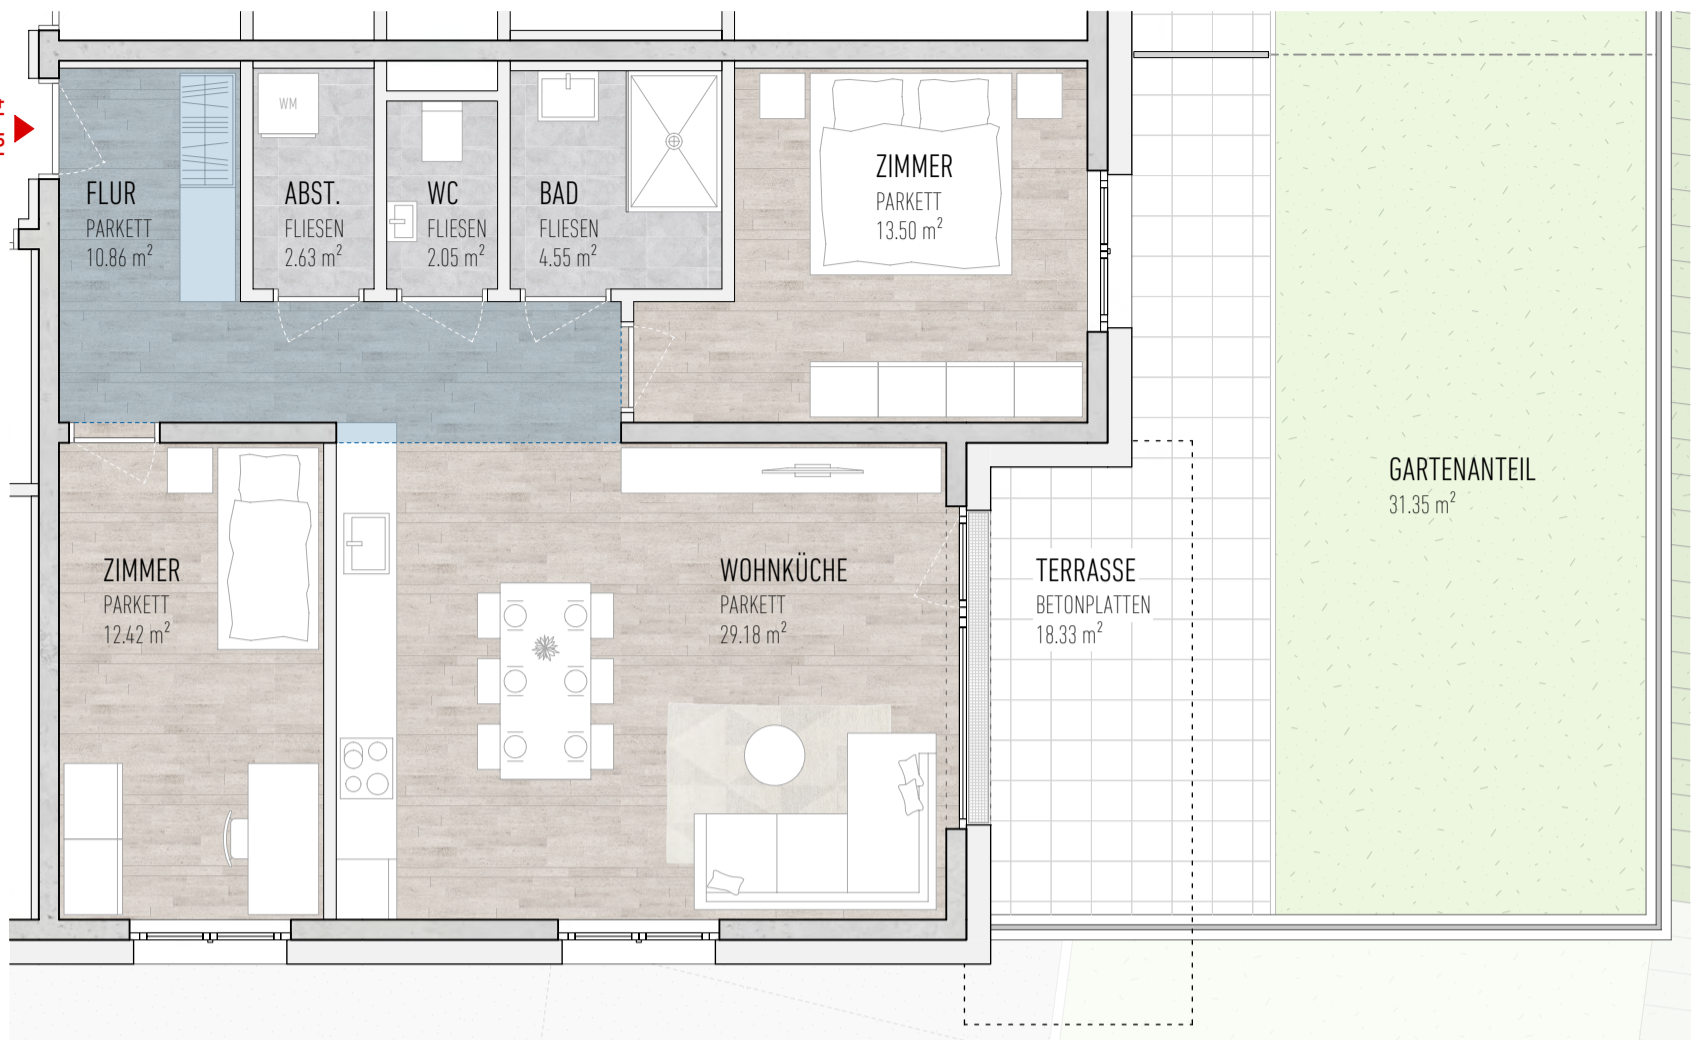 FLUR
PARKETT
10.86 m²
WM
ABST.
FLIESEN
2.63 m²
WC
FLIESEN
2.05 m²
BAD
FLIESEN
4.55 m²
ZIMMER
PARKETT
13.50 m²
GARTENANTEIL
31.35 m²
ZIMMER
PARKETT
12.42 m²
WOHNKÜCHE
PARKETT
29.18 m²
TERRASSE
BETONPLATTEN
18.33 m²